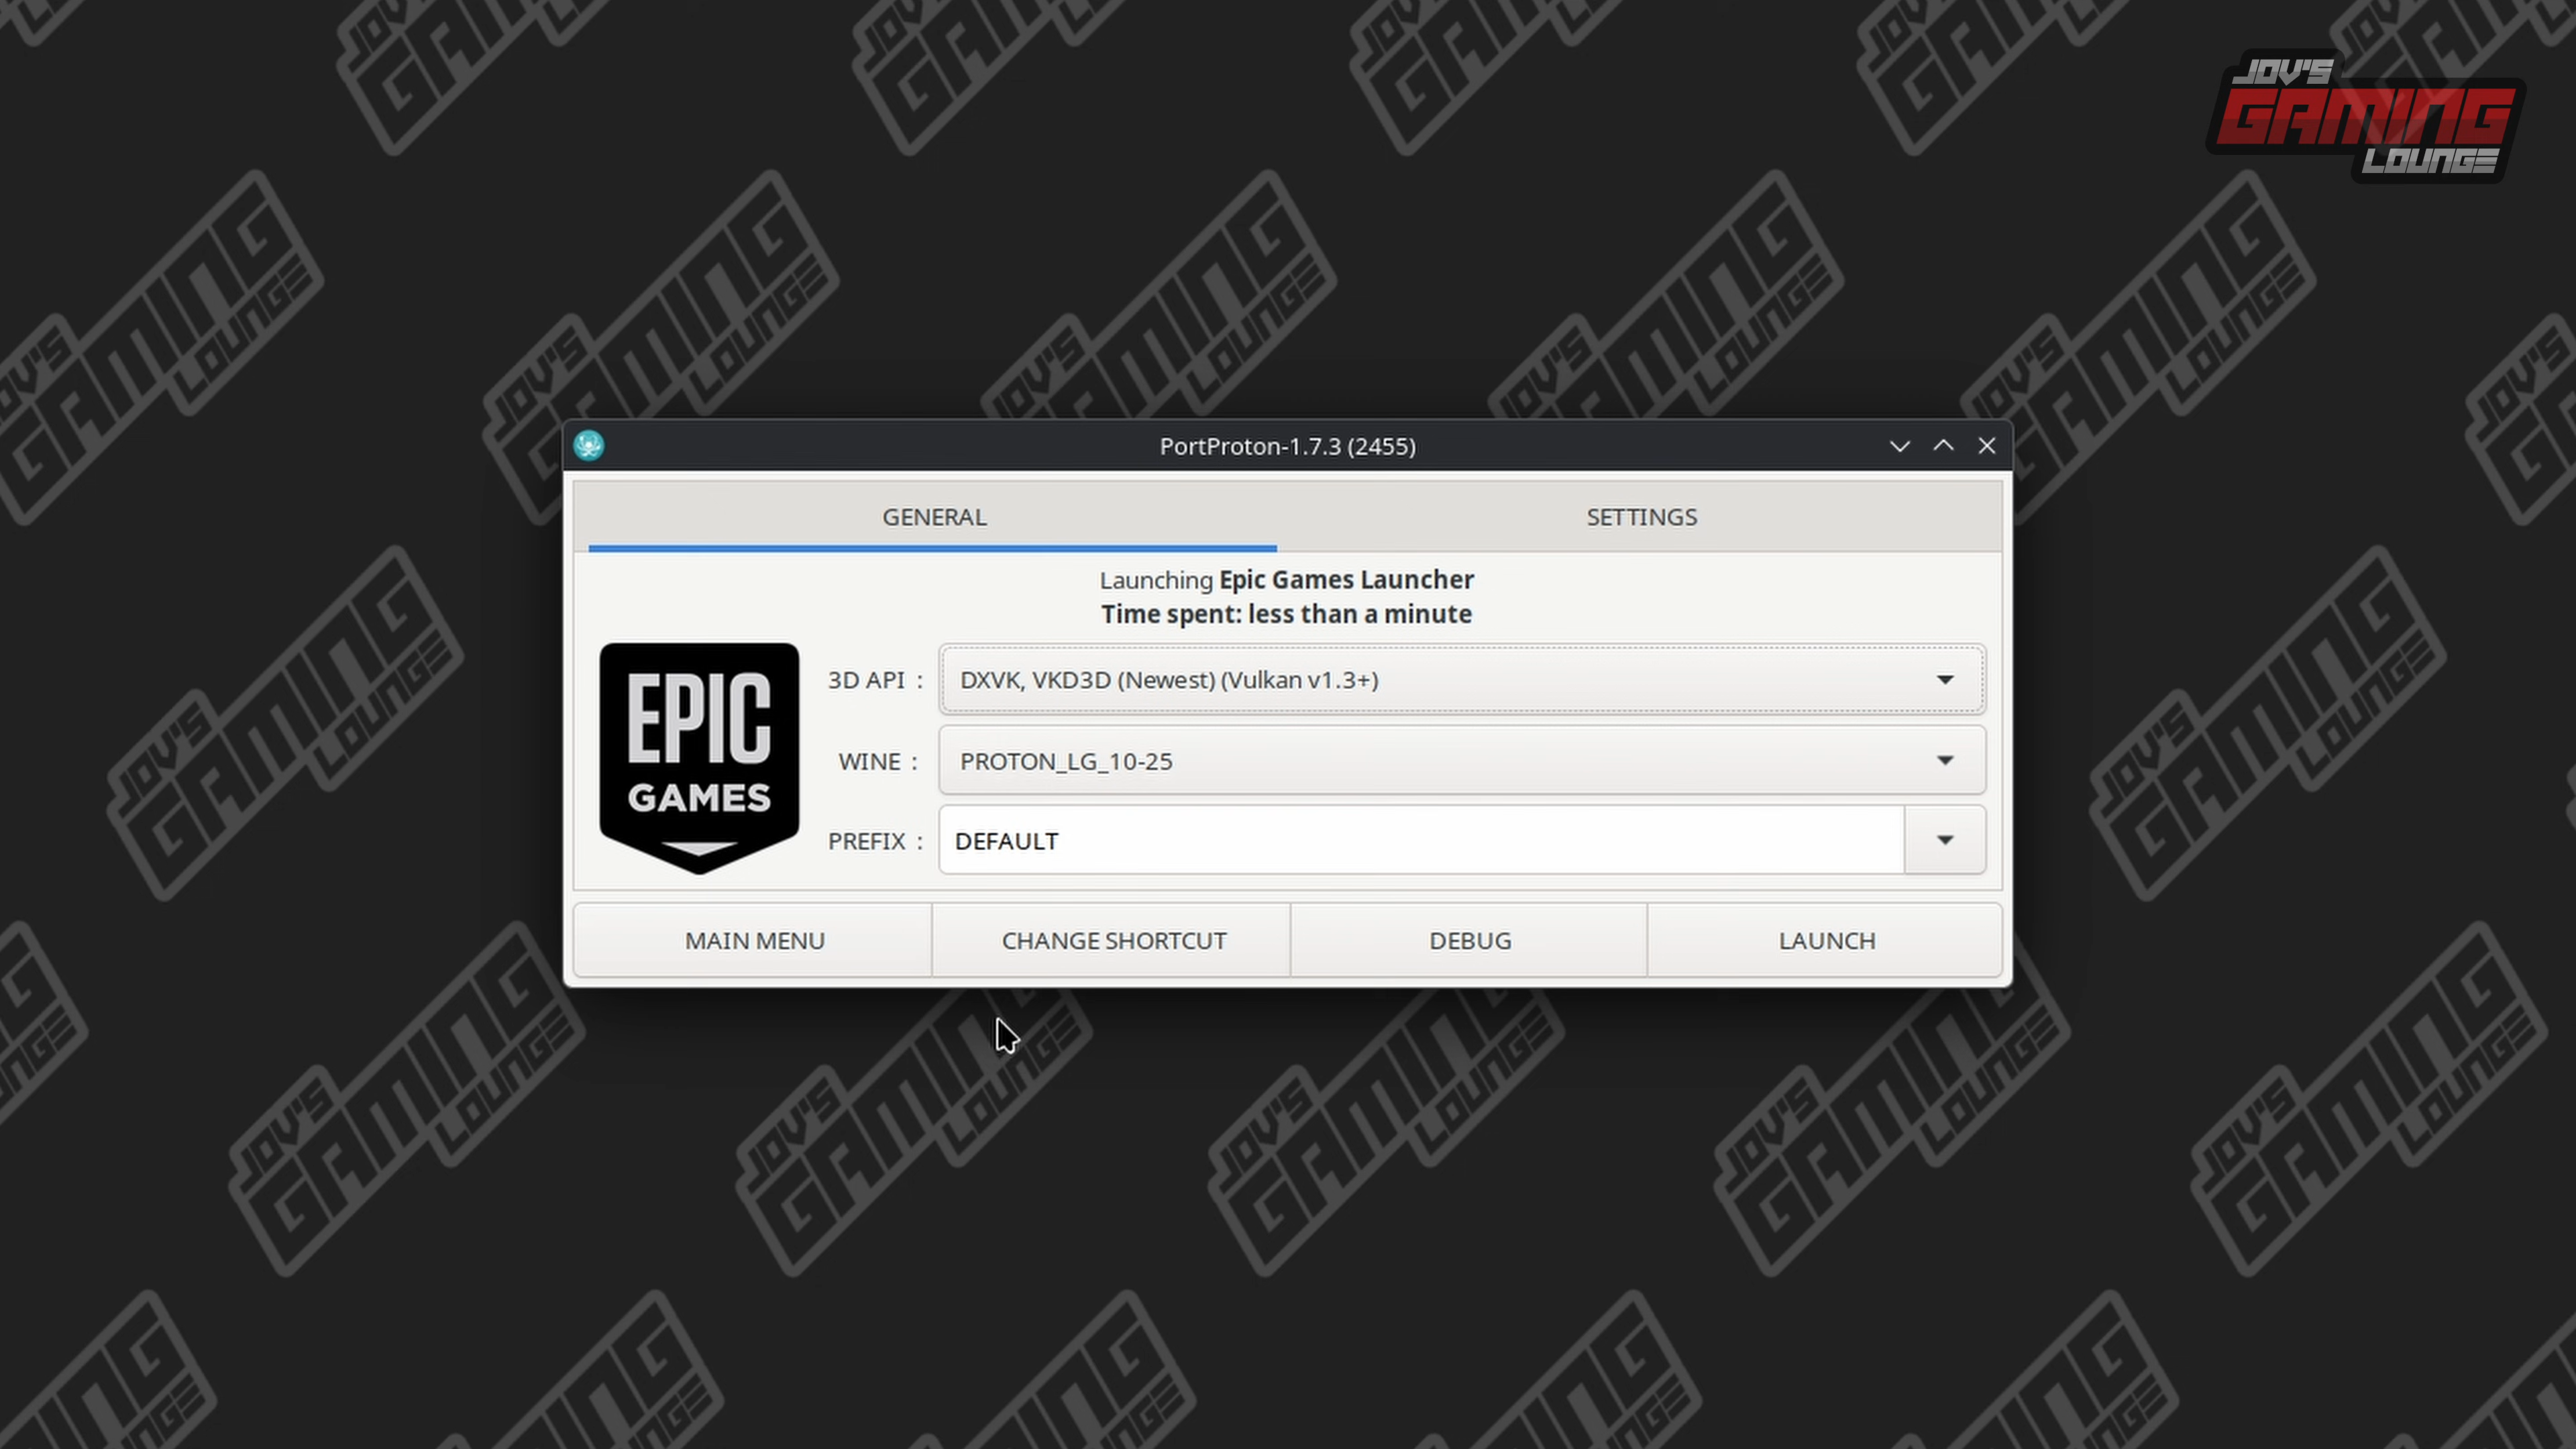 JOV'S
GAMING
LOUNGE
PortProton-1.7.3 (2455)
GENERAL
SETTINGS
Launching Epic Games Launcher
Time spent: less than a minute
EPIC
GAMES
3D API :
DXVK, VKD3D (Newest) (Vulkan v1.3+)
WINE :
PROTON_LG_10-25
PREFIX :
DEFAULT
MAIN MENU
CHANGE SHORTCUT
DEBUG
LAUNCH